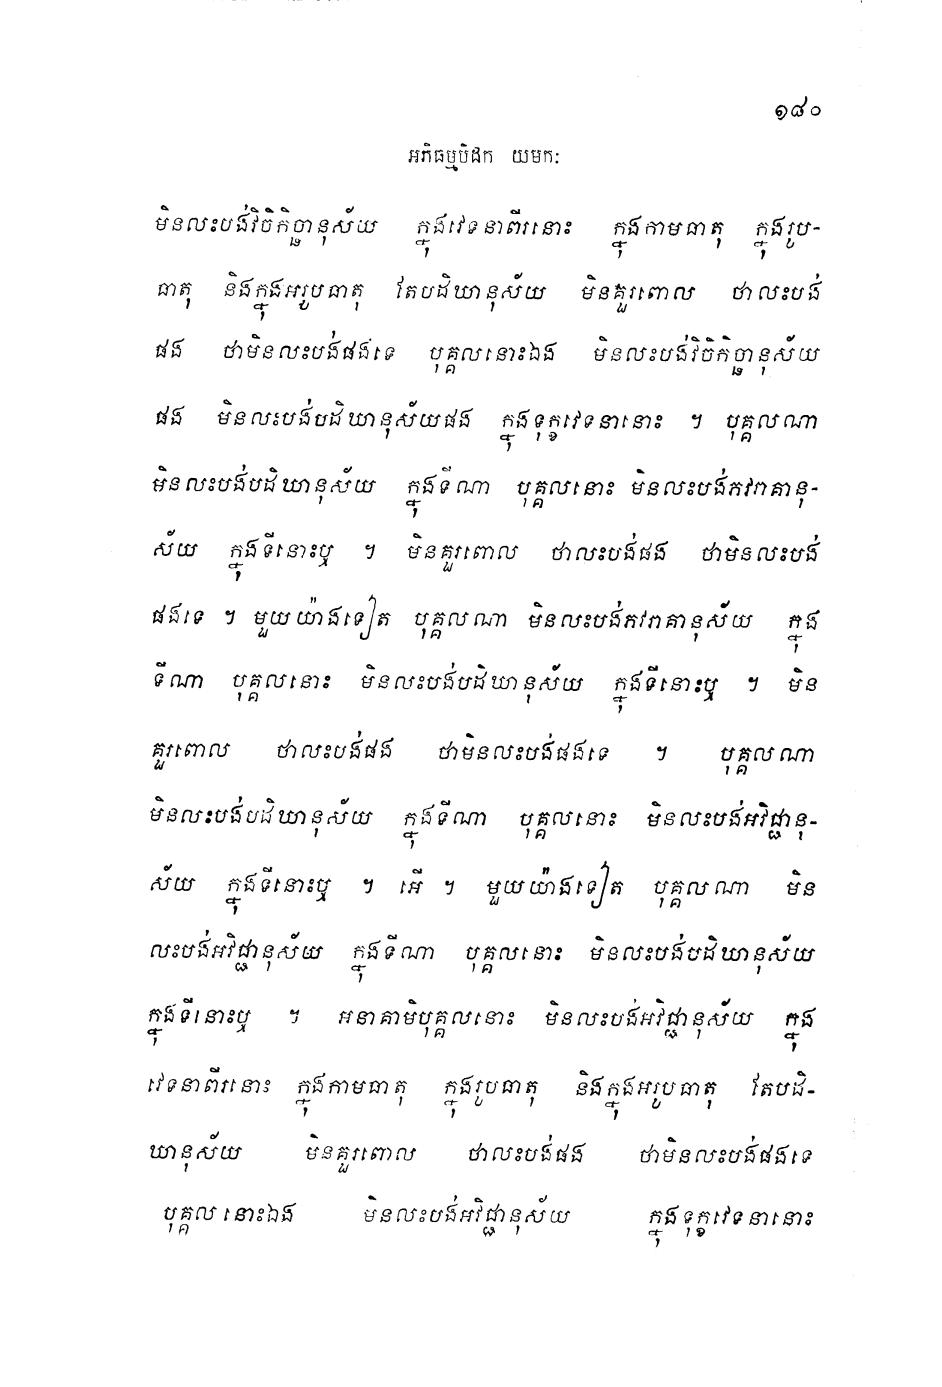 ១៨០
អភិធម្មបិដក យមក:
មិនលះបង់វិចិកិច្ឆានុស័យ ក្នុងវេទនាពីរនោះ ក្នុងកាមធាតុ ក្នុងរូប-
ធាតុ និងក្នុងអរូបធាតុ តែបដិឃានុស័យ មិនគួរពោល ថាលះបង់
ផង ថាមិនលះបង់ផងទេ បុគ្គលនោះឯង មិនលះបង់វិចិកិច្ឆានុស័យ
ផង មិនលះបង់បដិឃានុស័យផង ក្នុងទុក្ខវេទនានោះ ។ បុគ្គលណា
មិនលះបង់បដិឃានុស័យ ក្នុងទីណា បុគ្គលនោះ មិនលះបង់ភវរាគានុ-
ស័យ ក្នុងទីនោះឬ ។ មិនគួរពោល ថាលះបង់ផង ថាមិនលះបង់
ផងទេ ។ មួយយ៉ាងទៀត បុគ្គលណា មិនលះបង់ភវរាគានុស័យ ក្នុង
ទីណា បុគ្គលនោះ មិនលះបង់បដិឃានុស័យ ក្នុងទីនោះឬ ។ មិន
គួរពោល ថាលះបង់ផង ថាមិនលះបង់ផងទេ ។ បុគ្គលណា
មិនលះបង់បដិឃានុស័យ ក្នុងទីណា បុគ្គលនោះ មិនលះបង់អវិជ្ជានុ-
ស័យ ក្នុងទីនោះឬ ។ អើ ។ មួយយ៉ាងទៀត បុគ្គលណា មិន
លះបង់អវិជ្ជានុស័យ ក្នុងទីណា បុគ្គលនោះ មិនលះបង់បដិឃានុស័យ
ក្នុងទីនោះឬ ។ អនាគាមិបុគ្គលនោះ មិនលះបង់អវិជ្ជានុស័យ ក្នុង
វេទនាពីរនោះ ក្នុងកាមធាតុ ក្នុងរូបធាតុ និងក្នុងអរូបធាតុ តែបដិ-
ឃានុស័យ មិនគួរពោល ថាលះបង់ផង ថាមិនលះបង់ផងទេ
បុគ្គលនោះឯង មិនលះបង់អវិជ្ជានុស័យ ក្នុងទុក្ខវេទនានោះ